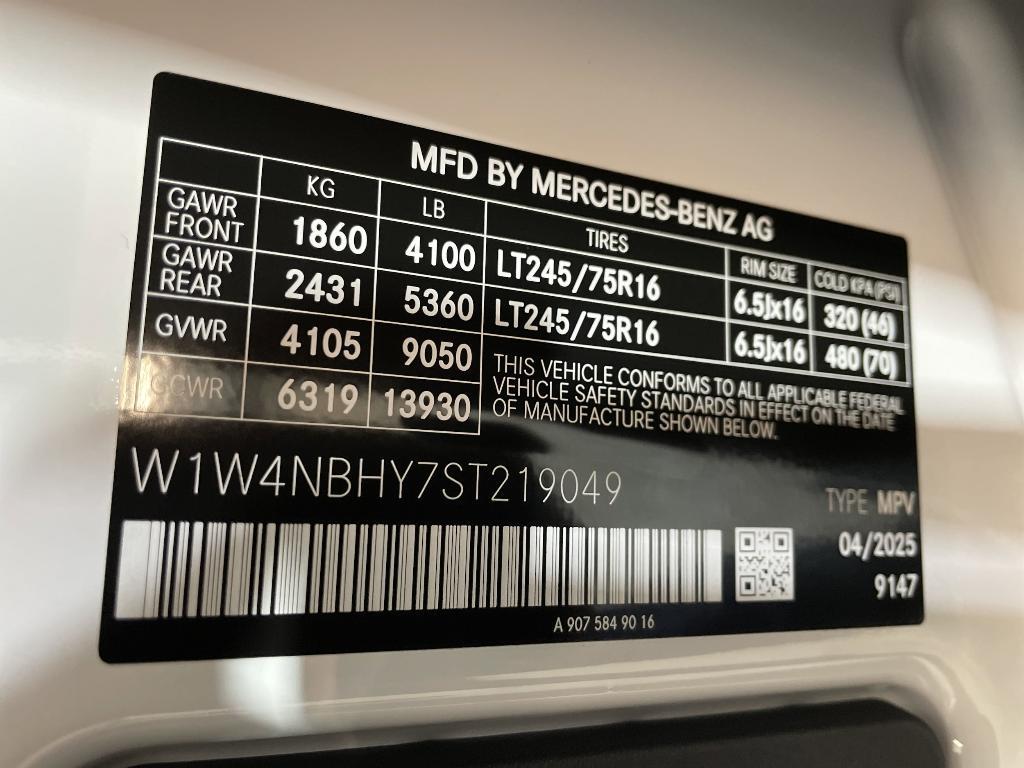 MFD BY MERCEDES-BENZ AG
KG LB TIRES RIM SIZE COLD KPA (PSI)
GAWR FRONT 1860 4100 LT245/75R16 6.5Jx16 320 (46)
GAWR REAR 2431 5360 LT245/75R16 6.5Jx16 480 (70)
GVWR 4105 9050
GCWR 6319 13930
THIS VEHICLE CONFORMS TO ALL APPLICABLE FEDERAL
VEHICLE SAFETY STANDARDS IN EFFECT ON THE DATE
OF MANUFACTURE SHOWN BELOW.
W1W4NBHY7ST219049
TYPE MPV
04/2025
9147
A 907 584 90 16